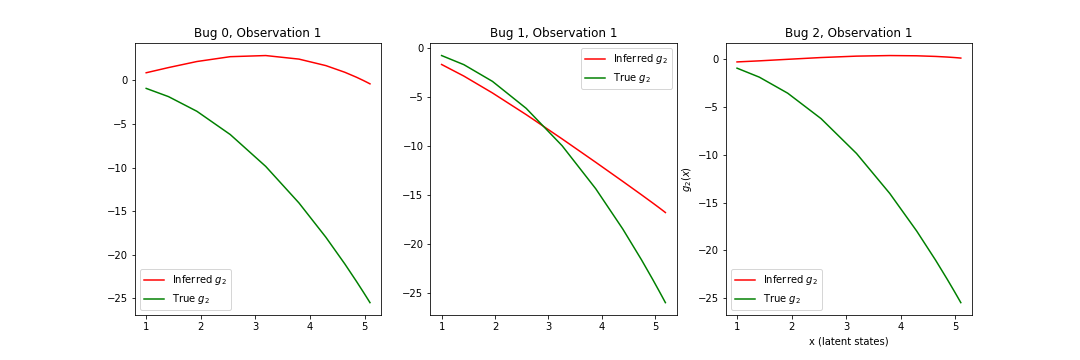 Bug 0, Observation 1
0
−5
−10
−15
−20
−25
1 2 3 4 5
Inferred g₂
True g₂
Bug 1, Observation 1
0
−5
−10
−15
−20
−25
1 2 3 4 5
Inferred g₂
True g₂
Bug 2, Observation 1
g₂(x)
0
−5
−10
−15
−20
−25
1 2 3 4 5
x (latent states)
Inferred g₂
True g₂